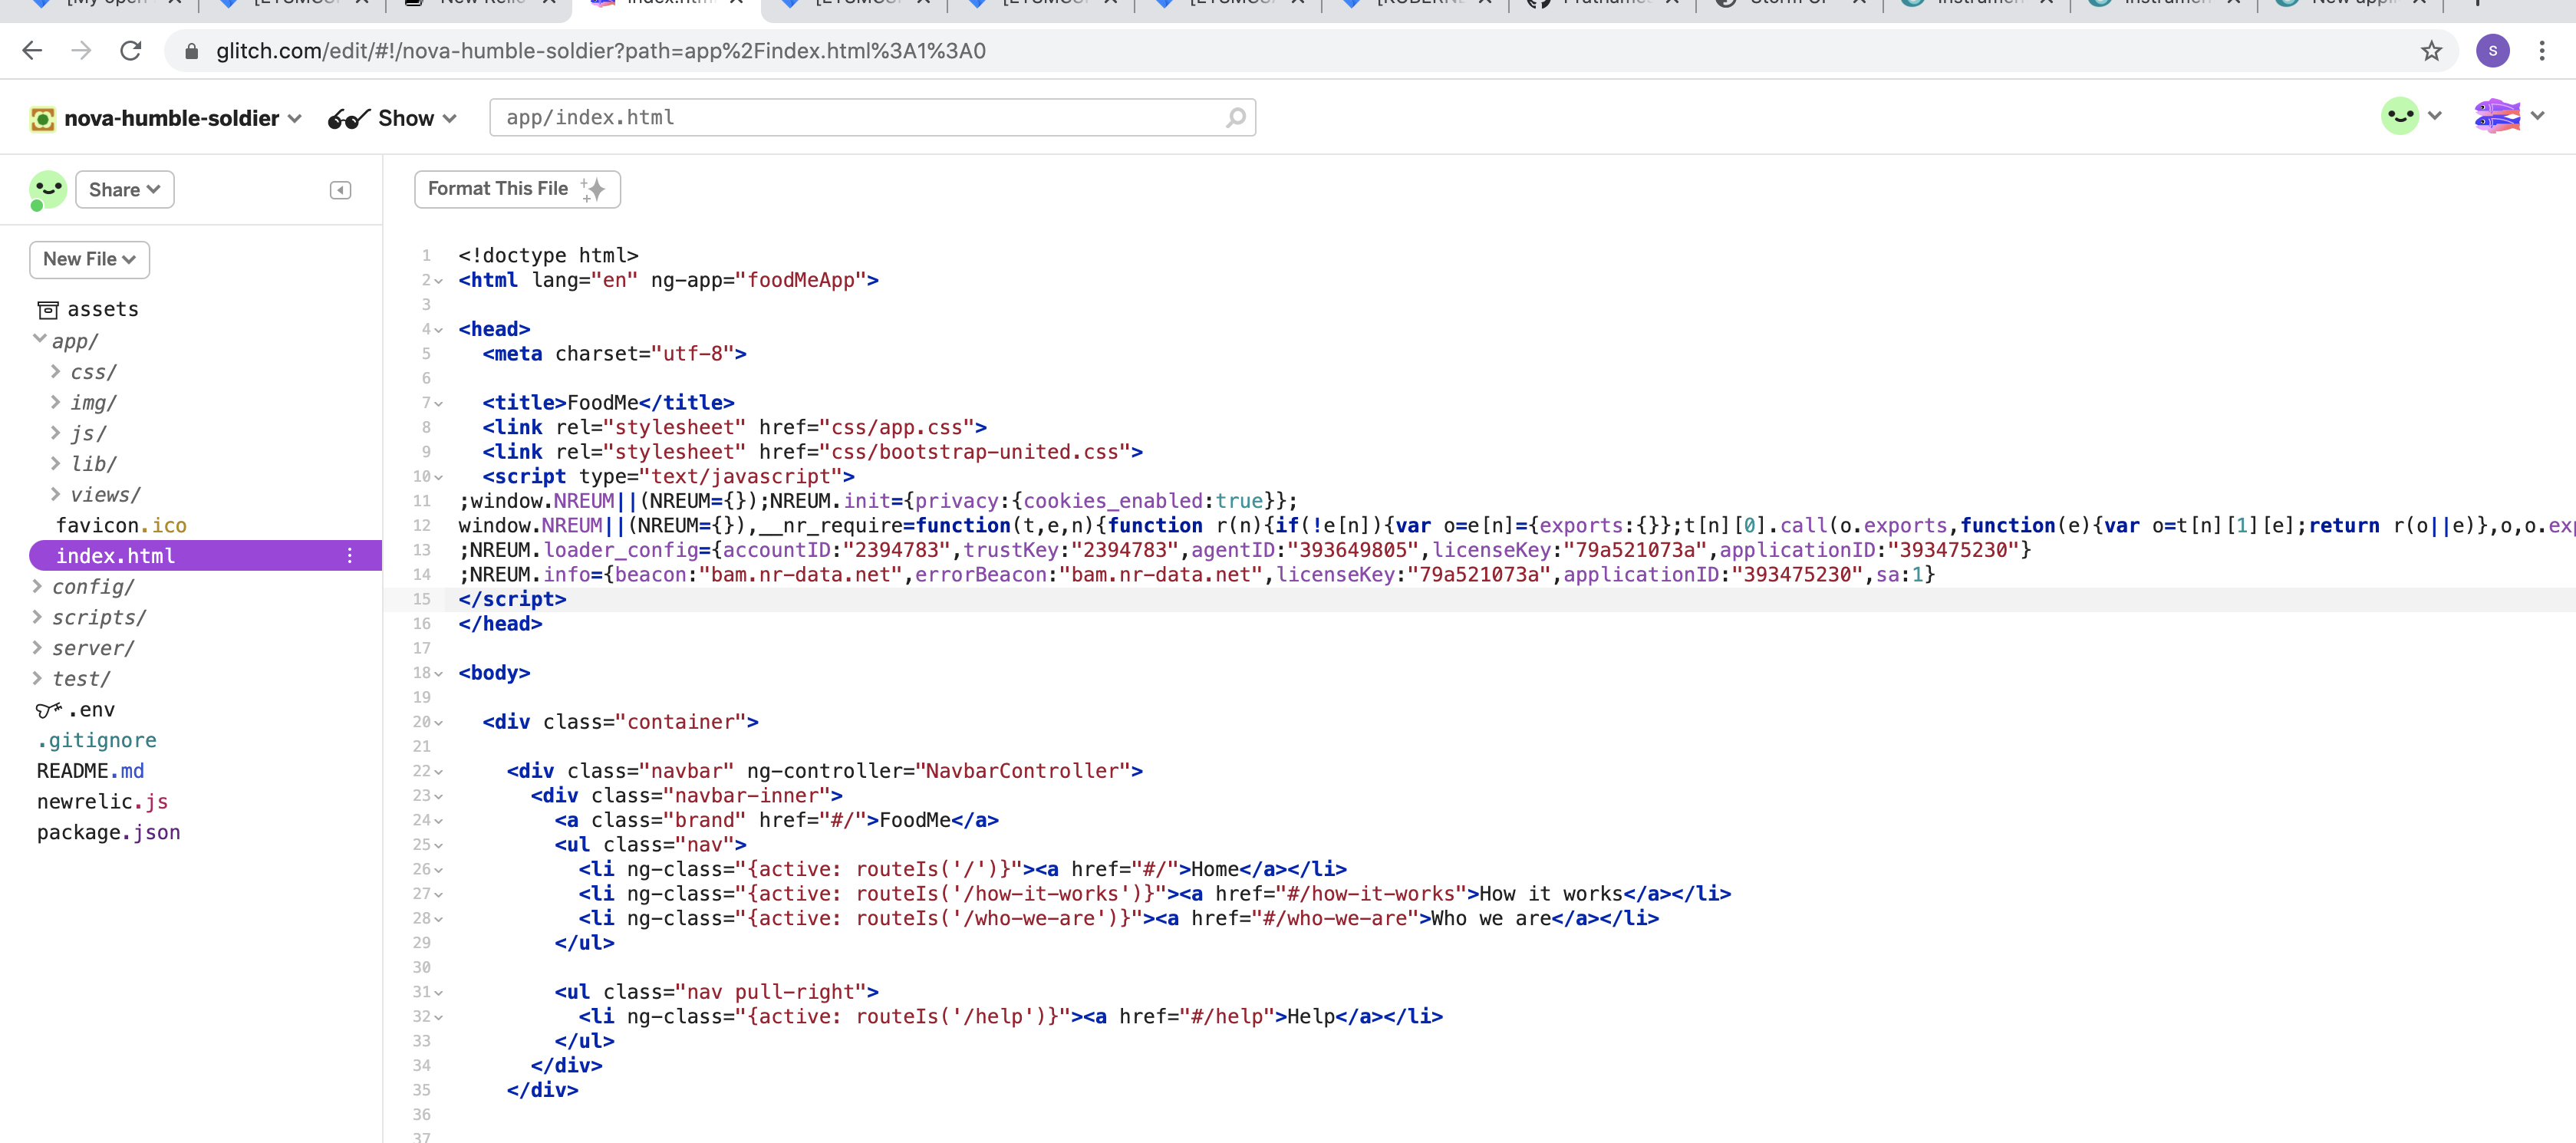 glitch.com/edit/#!/nova-humble-soldier?path=app%2Findex.html%3A1%3A0
S
nova-humble-soldier
Show
app/index.html
Share
Format This File
New File
assets
app/
css/
img/
js/
lib/
views/
favicon.ico
index.html
config/
scripts/
server/
test/
.env
.gitignore
README.md
newrelic.js
package.json
1 <!doctype html>
2 <html lang="en" ng-app="foodMeApp">
3
4 <head>
5 <meta charset="utf-8">
6
7 <title>FoodMe</title>
8 <link rel="stylesheet" href="css/app.css">
9 <link rel="stylesheet" href="css/bootstrap-united.css">
10 <script type="text/javascript">
11 ;window.NREUM||(NREUM={});NREUM.init={privacy:{cookies_enabled:true}};
12 window.NREUM||(NREUM={}),__nr_require=function(t,e,n){function r(n){if(!e[n]){var o=e[n]={exports:{}};t[n][0].call(o.exports,function(e){var o=t[n][1][e];return r(o||e)},o,o.ex
13 ;NREUM.loader_config={accountID:"2394783",trustKey:"2394783",agentID:"393649805",licenseKey:"79a521073a",applicationID:"393475230"}
14 ;NREUM.info={beacon:"bam.nr-data.net",errorBeacon:"bam.nr-data.net",licenseKey:"79a521073a",applicationID:"393475230",sa:1}
15 </script>
16 </head>
17
18 <body>
19
20 <div class="container">
21
22 <div class="navbar" ng-controller="NavbarController">
23 <div class="navbar-inner">
24 <a class="brand" href="#/">FoodMe</a>
25 <ul class="nav">
26 <li ng-class="{active: routeIs('/')}"><a href="#/">Home</a></li>
27 <li ng-class="{active: routeIs('/how-it-works')}"><a href="#/how-it-works">How it works</a></li>
28 <li ng-class="{active: routeIs('/who-we-are')}"><a href="#/who-we-are">Who we are</a></li>
29 </ul>
30
31 <ul class="nav pull-right">
32 <li ng-class="{active: routeIs('/help')}"><a href="#/help">Help</a></li>
33 </ul>
34 </div>
35 </div>
36
37